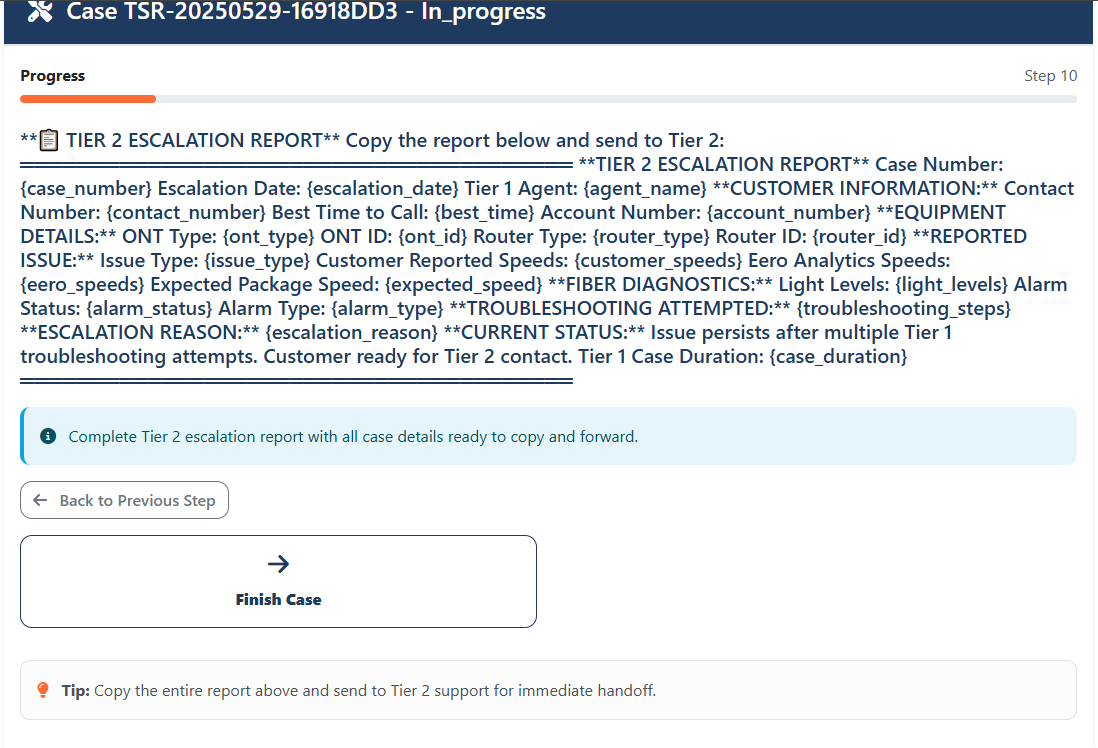 Case TSR-20250529-16918DD3 - In_progress
Progress
Step 10
**📋 TIER 2 ESCALATION REPORT** Copy the report below and send to Tier 2:
═══════════════════════════════════════ **TIER 2 ESCALATION REPORT** Case Number:
{case_number} Escalation Date: {escalation_date} Tier 1 Agent: {agent_name} **CUSTOMER INFORMATION:** Contact
Number: {contact_number} Best Time to Call: {best_time} Account Number: {account_number} **EQUIPMENT
DETAILS:** ONT Type: {ont_type} ONT ID: {ont_id} Router Type: {router_type} Router ID: {router_id} **REPORTED
ISSUE:** Issue Type: {issue_type} Customer Reported Speeds: {customer_speeds} Eero Analytics Speeds:
{eero_speeds} Expected Package Speed: {expected_speed} **FIBER DIAGNOSTICS:** Light Levels: {light_levels} Alarm
Status: {alarm_status} Alarm Type: {alarm_type} **TROUBLESHOOTING ATTEMPTED:** {troubleshooting_steps}
**ESCALATION REASON:** {escalation_reason} **CURRENT STATUS:** Issue persists after multiple Tier 1
troubleshooting attempts. Customer ready for Tier 2 contact. Tier 1 Case Duration: {case_duration}
═══════════════════════════════════════
Complete Tier 2 escalation report with all case details ready to copy and forward.
← Back to Previous Step
→
Finish Case
Tip: Copy the entire report above and send to Tier 2 support for immediate handoff.